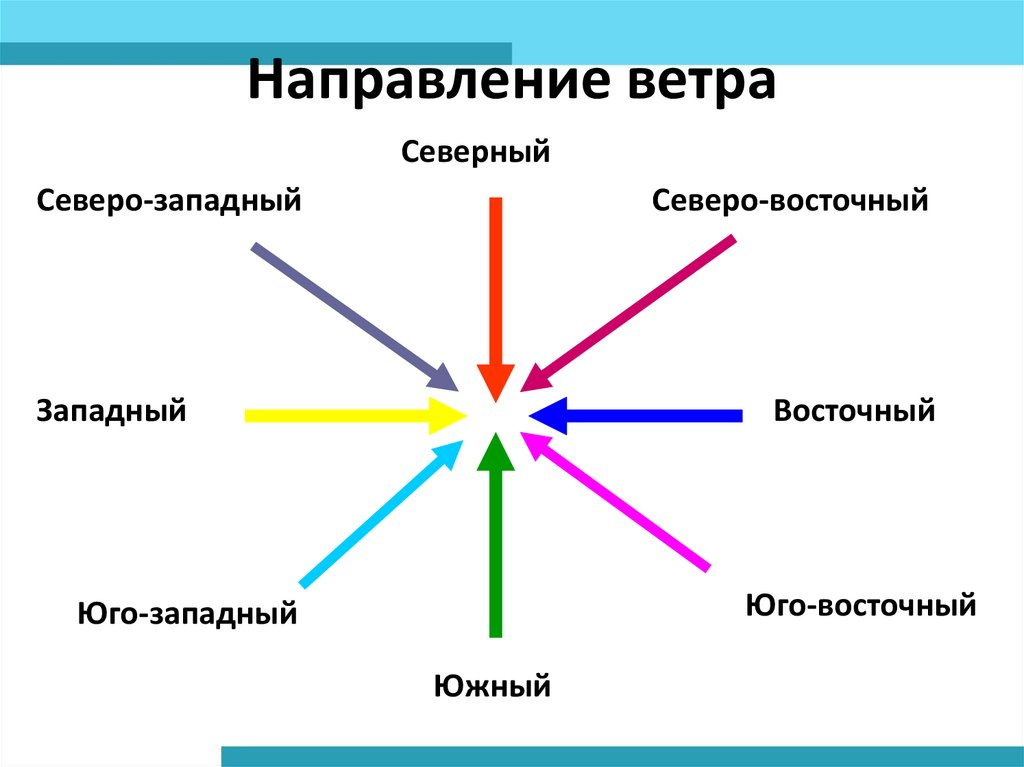 Направление ветра
Северный
Северо-западный
Северо-восточный
Западный
Восточный
Юго-западный
Юго-восточный
Южный